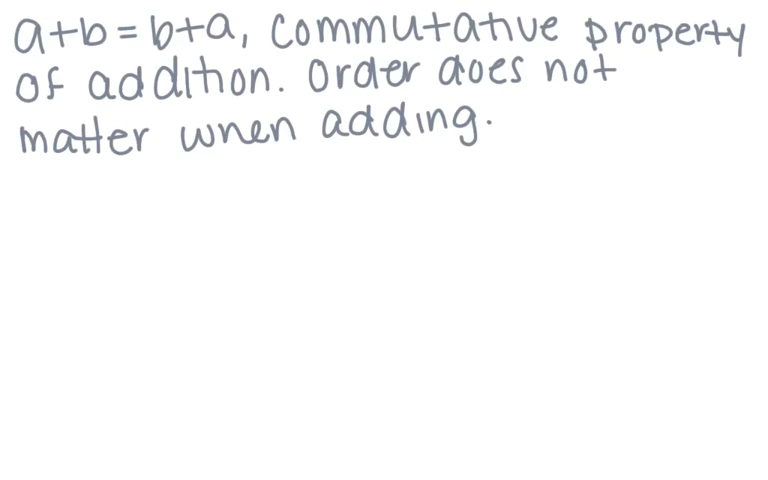 a+b=b+a, commutative property
of addition. Order does not
matter when adding.